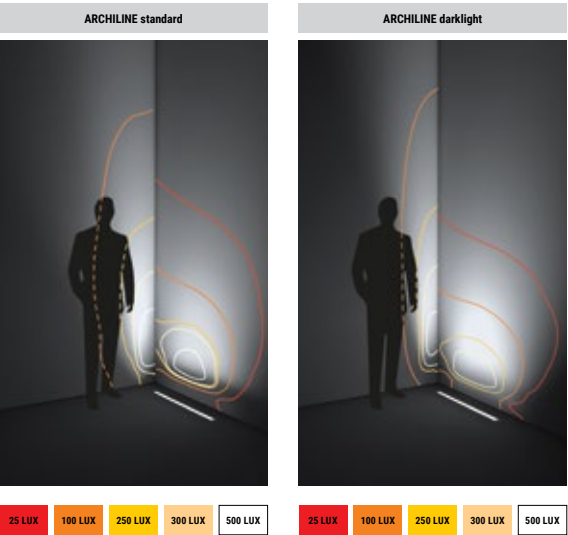 ARCHILINE standard
ARCHILINE darklight
25 LUX 100 LUX 250 LUX 300 LUX 500 LUX
25 LUX 100 LUX 250 LUX 300 LUX 500 LUX